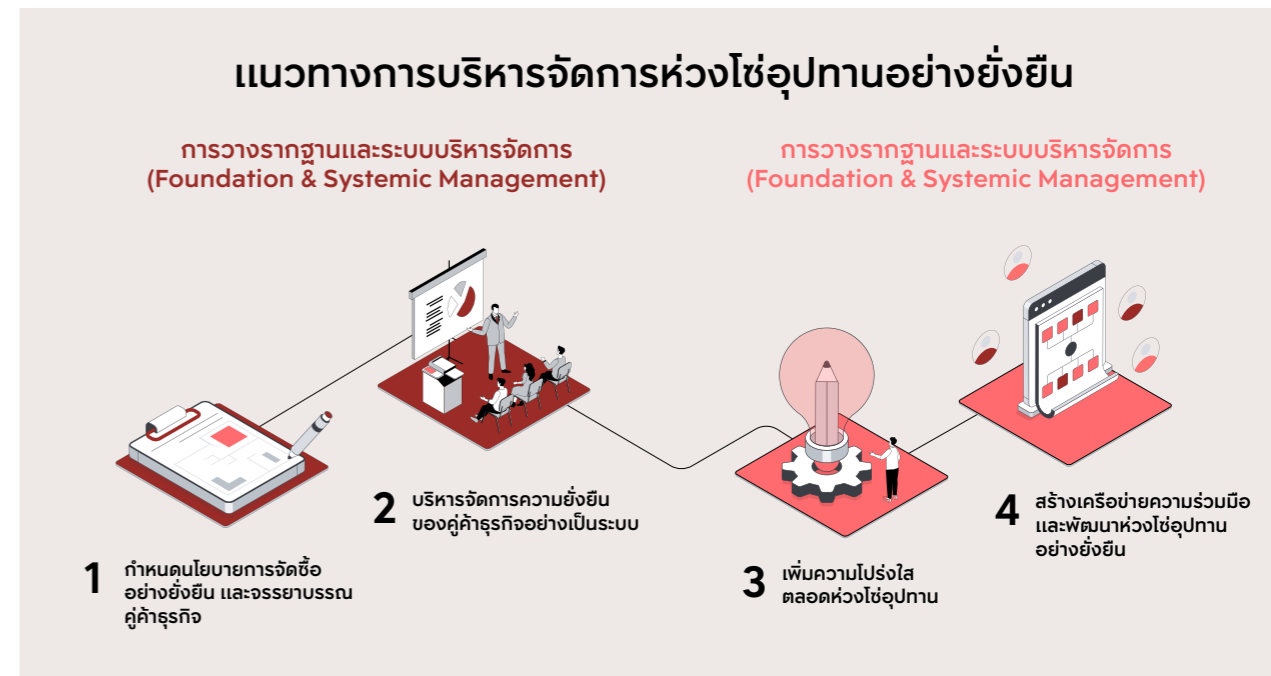 แนวทางการบริหารจัดการห่วงโซ่อุปทานอย่างยั่งยืน
การวางรากฐานและระบบบริหารจัดการ
(Foundation & Systemic Management)
การวางรากฐานและระบบบริหารจัดการ
(Foundation & Systemic Management)
1
กำหนดนโยบายการจัดซื้อ
อย่างยั่งยืน และจรรยาบรรณ
คู่ค้าธุรกิจ
2
บริหารจัดการความยั่งยืน
ของคู่ค้าธุรกิจอย่างเป็นระบบ
3
เพิ่มความโปร่งใส
ตลอดห่วงโซ่อุปทาน
4
สร้างเครือข่ายความร่วมมือ
และพัฒนาห่วงโซ่อุปทาน
อย่างยั่งยืน